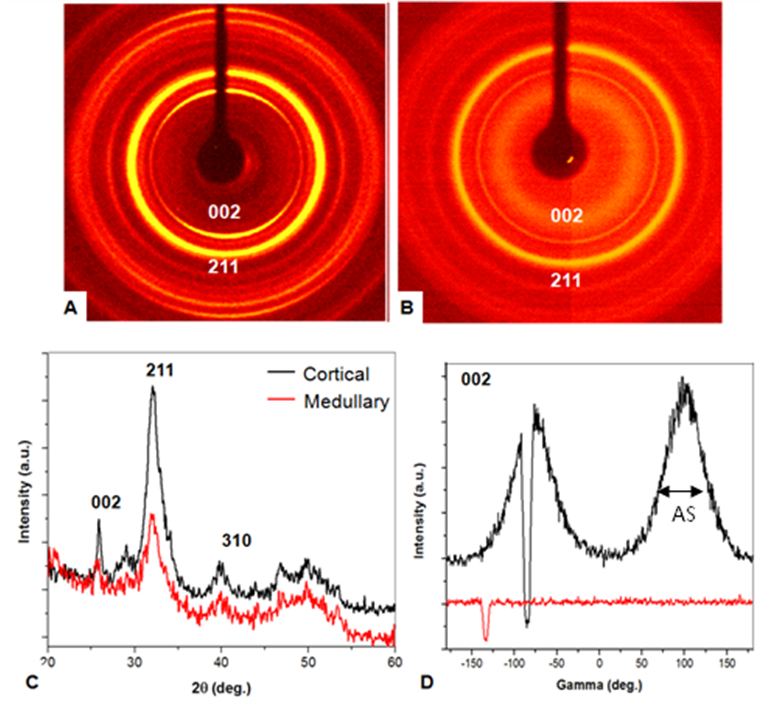 002
211
A
002
211
B
211
Cortical
Medullary
002
310
Intensity (a.u.)
20 30 40 50 60
2θ (deg.)
C
002
AS
Intensity (a.u.)
-150 -100 -50 0 50 100 150
Gamma (deg.)
D